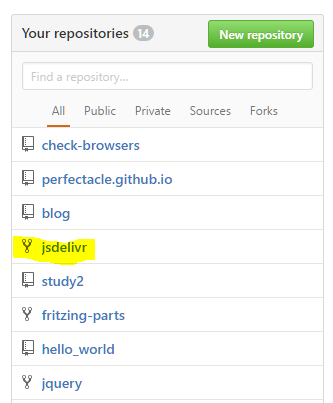 Your repositories 14 New repository
Find a repository...
All Public Private Sources Forks
check-browsers
perfectacle.github.io
blog
jsdelivr
study2
fritzing-parts
hello_world
jquery